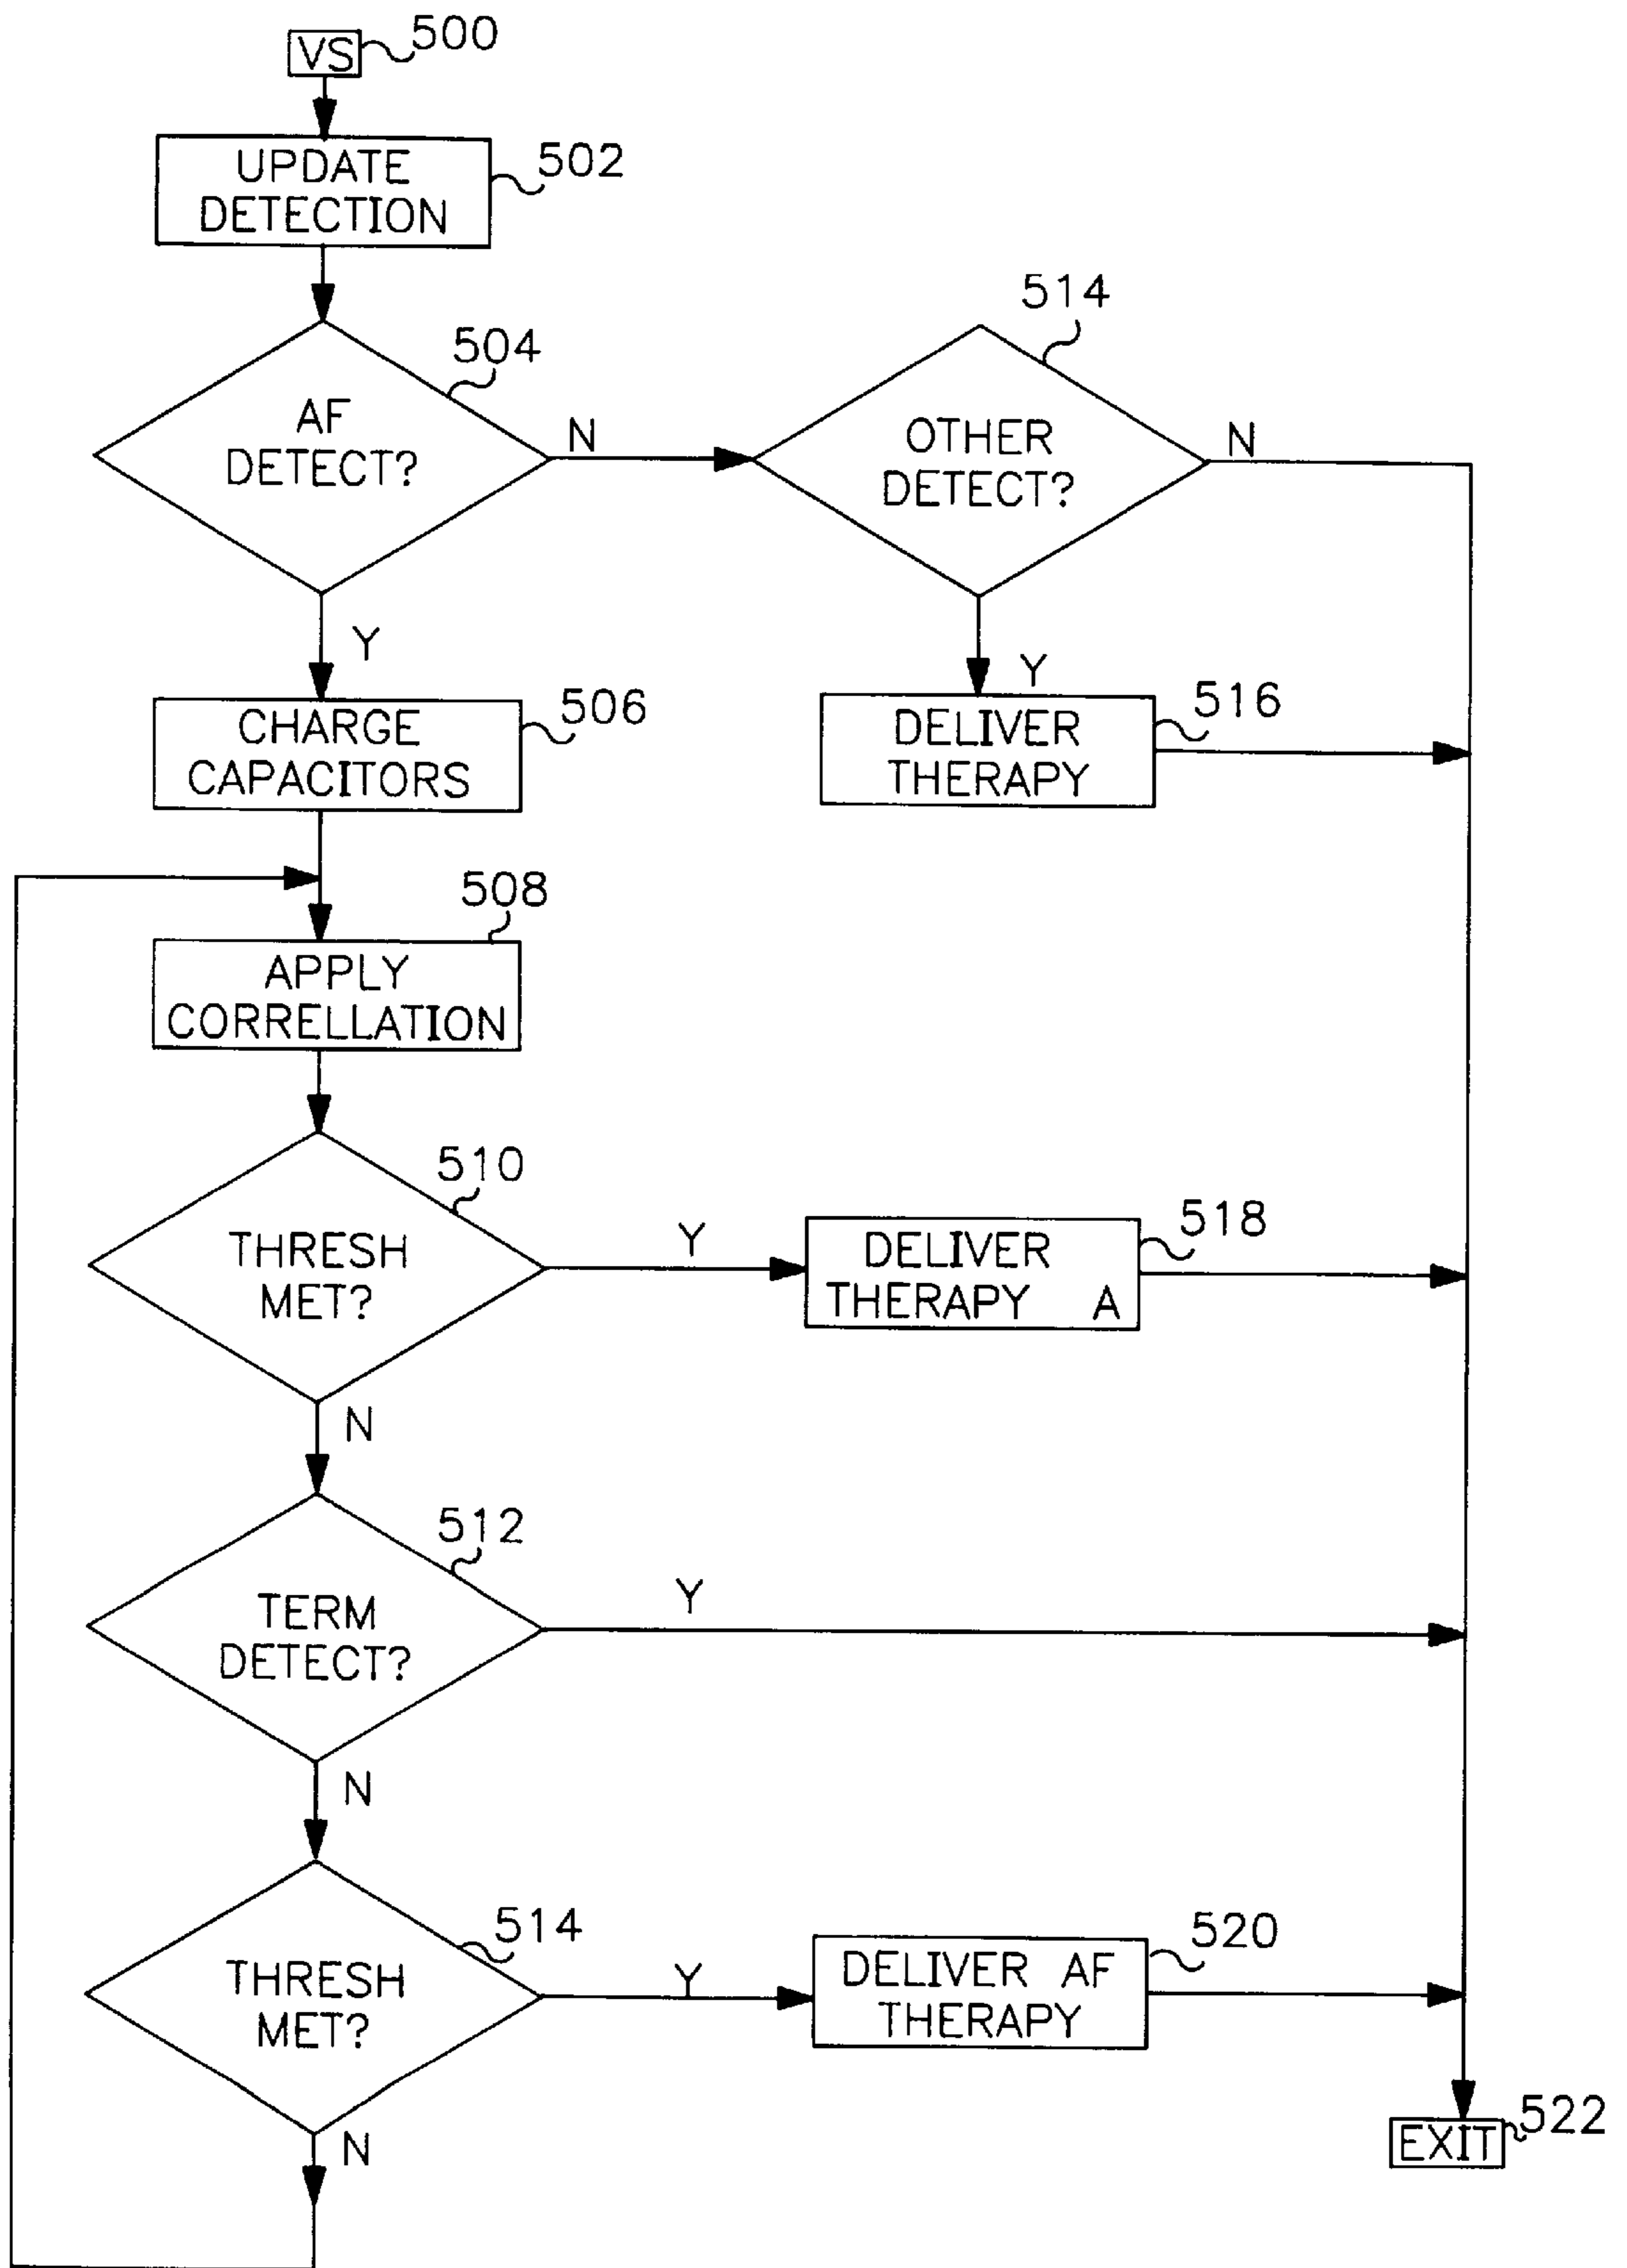 VS
500
UPDATE
DETECTION
502
AF
DETECT?
504
N
OTHER
DETECT?
514
N
Y
CHARGE
CAPACITORS
506
Y
DELIVER
THERAPY
516
APPLY
CORRELLATION
508
THRESH
MET?
510
Y
DELIVER
THERAPY A
518
N
TERM
DETECT?
512
Y
N
THRESH
MET?
514
Y
DELIVER AF
THERAPY
520
N
EXIT
522